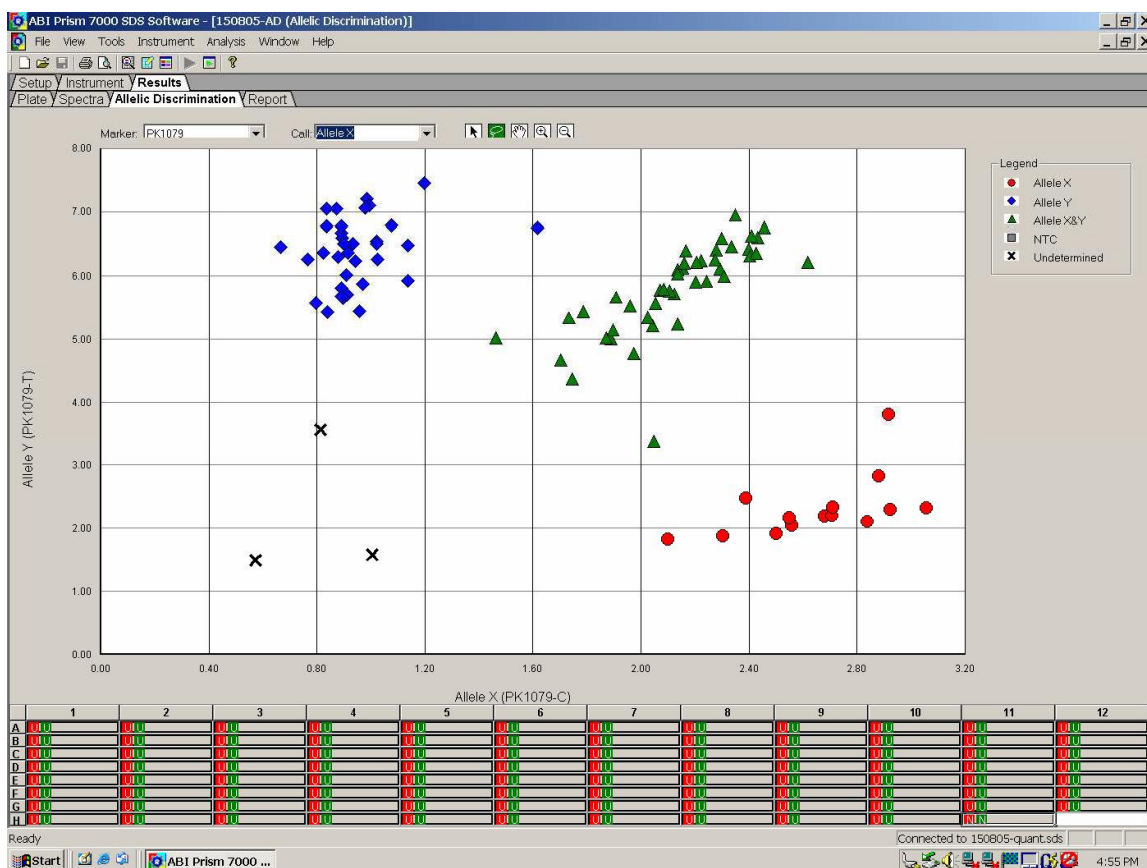 ABI Prism 7000 SDS Software - [150805-AD (Allelic Discrimination)]
File View Tools Instrument Analysis Window Help
Setup Instrument Results
Plate Spectra Allelic Discrimination Report
Marker: PK1079 Call: Allele X
8.00
7.00
6.00
5.00
4.00
3.00
2.00
1.00
0.00
Allele Y (PK1079-T)
0.00 0.40 0.80 1.20 1.60 2.00 2.40 2.80 3.20
Allele X (PK1079-C)
Legend
Allele X
Allele Y
Allele X&Y
NTC
Undetermined
1 2 3 4 5 6 7 8 9 10 11 12
A U U U U U U U U U U U U U U U U U U U U U U U U
B U U U U U U U U U U U U U U U U U U U U U U U U
C U U U U U U U U U U U U U U U U U U U U U U U U
D U U U U U U U U U U U U U U U U U U U U U U U U
E U U U U U U U U U U U U U U U U U U U U U U U U
F U U U U U U U U U U U U U U U U U U U U U U U U
G U U U U U U U U U U U U U U U U U U U U U U U U
H U U U U U U U U U U U U U U U U U U U U N N
Ready
Connected to 150805-quant.sds
Start ABI Prism 7000 ... 4:55 PM